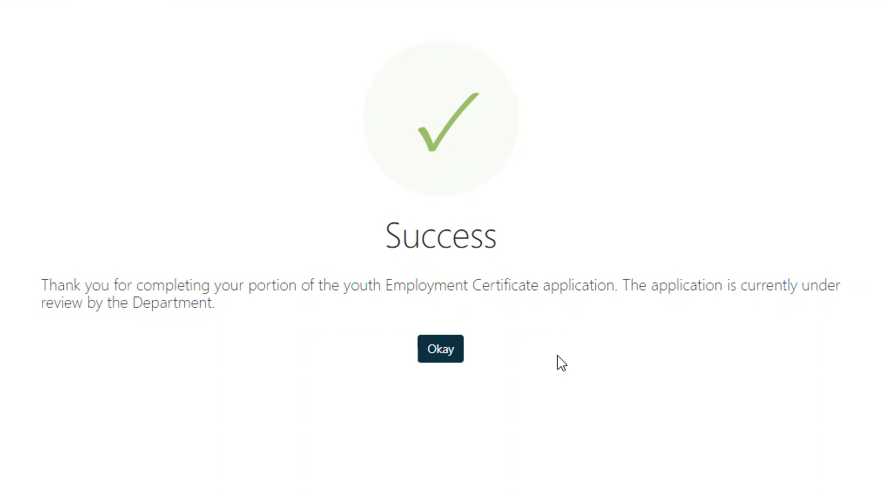 Success
Thank you for completing your portion of the youth Employment Certificate application. The application is currently under
review by the Department.
Okay